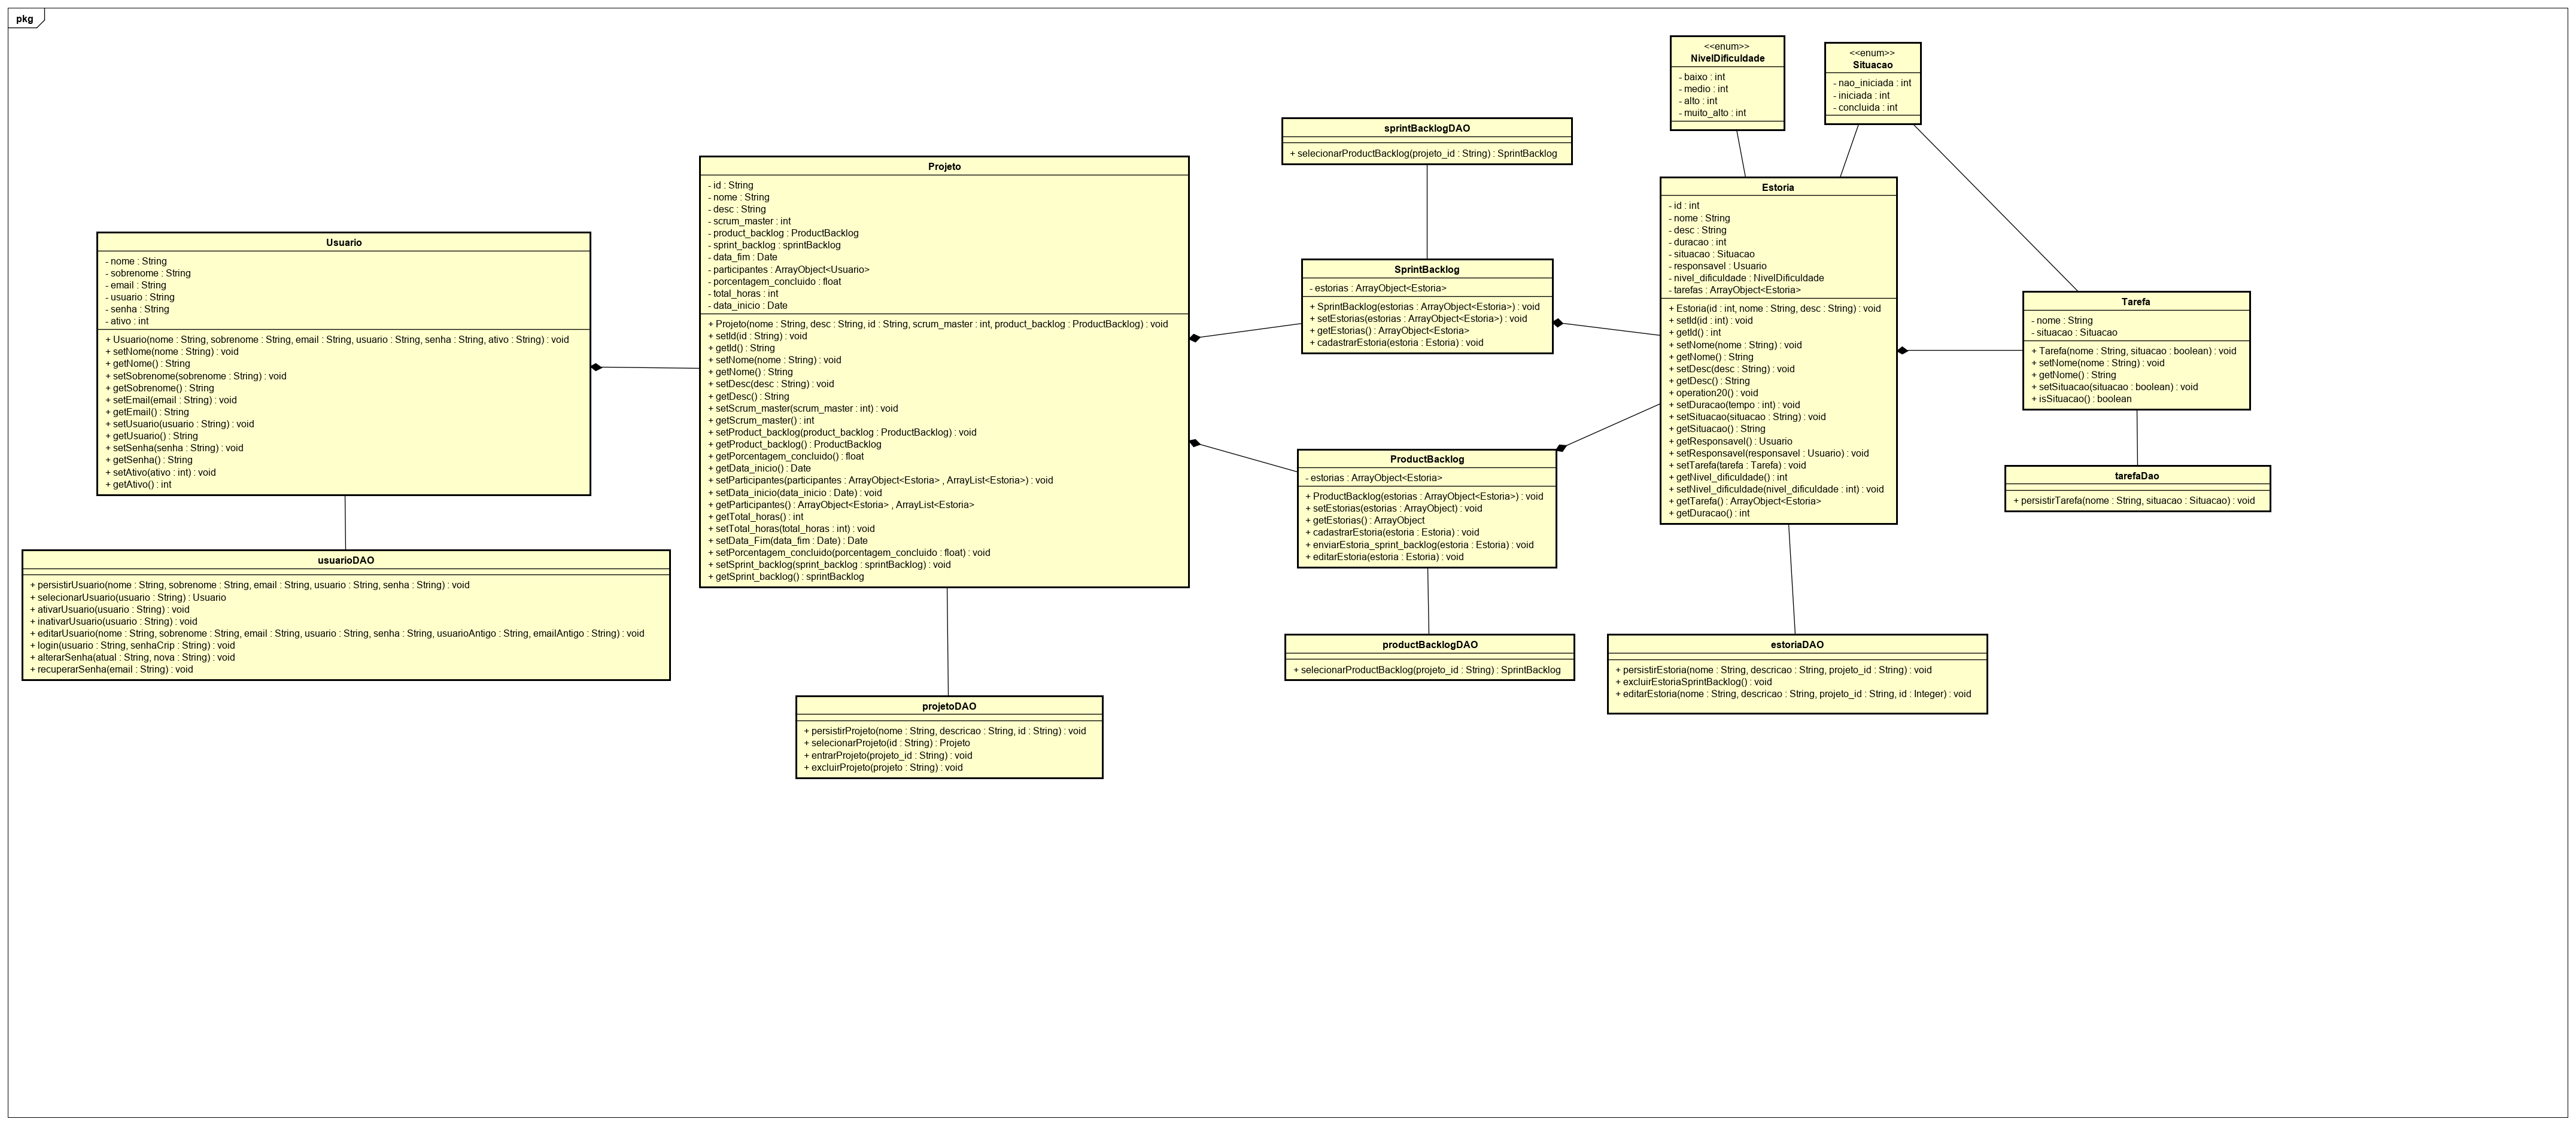 pkg
<<enum>>
NivelDificuldade
- baixo : int
- medio : int
- alto : int
- muito_alto : int
<<enum>>
Situacao
- nao_iniciada : int
- iniciada : int
- concluida : int
sprintBacklogDAO
+ selecionarProductBacklog(projeto_id : String) : SprintBacklog
Projeto
- id : String
- nome : String
- desc : String
- scrum_master : int
- product_backlog : ProductBacklog
- sprint_backlog : sprintBacklog
- data_fim : Date
- participantes : ArrayObject<Usuario>
- porcentagem_concluido : float
- total_horas : int
- data_inicio : Date
+ Projeto(nome : String, desc : String, id : String, scrum_master : int, product_backlog : ProductBacklog) : void
+ setId(id : String) : void
+ getId() : String
+ setNome(nome : String) : void
+ getNome() : String
+ setDesc(desc : String) : void
+ getDesc() : String
+ setScrum_master(scrum_master : int) : void
+ getScrum_master() : int
+ setProduct_backlog(product_backlog : ProductBacklog) : void
+ getProduct_backlog() : ProductBacklog
+ getPorcentagem_concluido() : float
+ getData_inicio() : Date
+ setParticipantes(participantes : ArrayObject<Estoria> , ArrayList<Estoria>) : void
+ setData_inicio(data_inicio : Date) : void
+ getParticipantes() : ArrayObject<Estoria> , ArrayList<Estoria>
+ getTotal_horas() : int
+ setTotal_horas(total_horas : int) : void
+ setData_Fim(data_fim : Date) : Date
+ setPorcentagem_concluido(porcentagem_concluido : float) : void
+ setSprint_backlog(sprint_backlog : sprintBacklog) : void
+ getSprint_backlog() : sprintBacklog
Estoria
- id : int
- nome : String
- desc : String
- duracao : int
- situacao : Situacao
- responsavel : Usuario
- nivel_dificuldade : NivelDificuldade
- tarefas : ArrayObject<Estoria>
+ Estoria(id : int, nome : String, desc : String) : void
+ setId(id : int) : void
+ getId() : int
+ setNome(nome : String) : void
+ getNome() : String
+ setDesc(desc : String) : void
+ getDesc() : String
+ operation20() : void
+ setDuracao(tempo : int) : void
+ setSituacao(situacao : String) : void
+ getSituacao() : String
+ getResponsavel() : Usuario
+ setResponsavel(responsavel : Usuario) : void
+ setTarefa(tarefa : Tarefa) : void
+ getNivel_dificuldade() : int
+ setNivel_dificuldade(nivel_dificuldade : int) : void
+ getTarefa() : ArrayObject<Estoria>
+ getDuracao() : int
Usuario
- nome : String
- sobrenome : String
- email : String
- usuario : String
- senha : String
- ativo : int
+ Usuario(nome : String, sobrenome : String, email : String, usuario : String, senha : String, ativo : String) : void
+ setNome(nome : String) : void
+ getNome() : String
+ setSobrenome(sobrenome : String) : void
+ getSobrenome() : String
+ setEmail(email : String) : void
+ getEmail() : String
+ setUsuario(usuario : String) : void
+ getUsuario() : String
+ setSenha(senha : String) : void
+ getSenha() : String
+ setAtivo(ativo : int) : void
+ getAtivo() : int
SprintBacklog
- estorias : ArrayObject<Estoria>
+ SprintBacklog(estorias : ArrayObject<Estoria>) : void
+ setEstorias(estorias : ArrayObject<Estoria>) : void
+ getEstorias() : ArrayObject<Estoria>
+ cadastrarEstoria(estoria : Estoria) : void
Tarefa
- nome : String
- situacao : Situacao
+ Tarefa(nome : String, situacao : boolean) : void
+ setNome(nome : String) : void
+ getNome() : String
+ setSituacao(situacao : boolean) : void
+ isSituacao() : boolean
ProductBacklog
- estorias : ArrayObject<Estoria>
+ ProductBacklog(estorias : ArrayObject<Estoria>) : void
+ setEstorias(estorias : ArrayObject) : void
+ getEstorias() : ArrayObject
+ cadastrarEstoria(estoria : Estoria) : void
+ enviarEstoria_sprint_backlog(estoria : Estoria) : void
+ editarEstoria(estoria : Estoria) : void
tarefaDao
+ persistirTarefa(nome : String, situacao : Situacao) : void
usuarioDAO
+ persistirUsuario(nome : String, sobrenome : String, email : String, usuario : String, senha : String) : void
+ selecionarUsuario(usuario : String) : Usuario
+ ativarUsuario(usuario : String) : void
+ inativarUsuario(usuario : String) : void
+ editarUsuario(nome : String, sobrenome : String, email : String, usuario : String, senha : String, usuarioAntigo : String, emailAntigo : String) : void
+ login(usuario : String, senhaCrip : String) : void
+ alterarSenha(atual : String, nova : String) : void
+ recuperarSenha(email : String) : void
productBacklogDAO
+ selecionarProductBacklog(projeto_id : String) : SprintBacklog
estoriaDAO
+ persistirEstoria(nome : String, descricao : String, projeto_id : String) : void
+ excluirEstoriaSprintBacklog() : void
+ editarEstoria(nome : String, descricao : String, projeto_id : String, id : Integer) : void
projetoDAO
+ persistirProjeto(nome : String, descricao : String, id : String) : void
+ selecionarProjeto(id : String) : Projeto
+ entrarProjeto(projeto_id : String) : void
+ excluirProjeto(projeto : String) : void